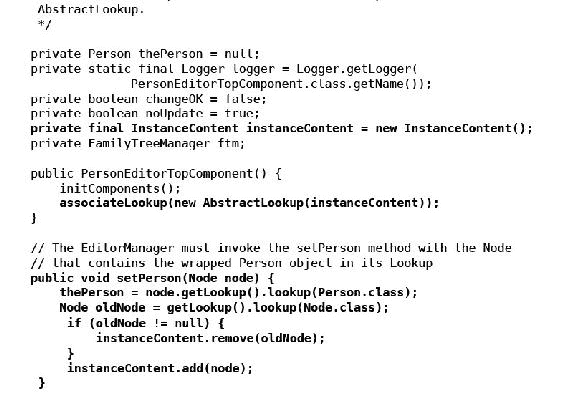 AbstractLookup.
*/
private Person thePerson = null;
private static final Logger logger = Logger.getLogger(
PersonEditorTopComponent.class.getName());
private boolean changeOK = false;
private boolean noUpdate = true;
private final InstanceContent instanceContent = new InstanceContent();
private FamilyTreeManager ftm;
public PersonEditorTopComponent() {
initComponents();
associateLookup(new AbstractLookup(instanceContent));
}
// The EditorManager must invoke the setPerson method with the Node
// that contains the wrapped Person object in its Lookup
public void setPerson(Node node) {
thePerson = node.getLookup().lookup(Person.class);
Node oldNode = getLookup().lookup(Node.class);
if (oldNode != null) {
instanceContent.remove(oldNode);
}
instanceContent.add(node);
}